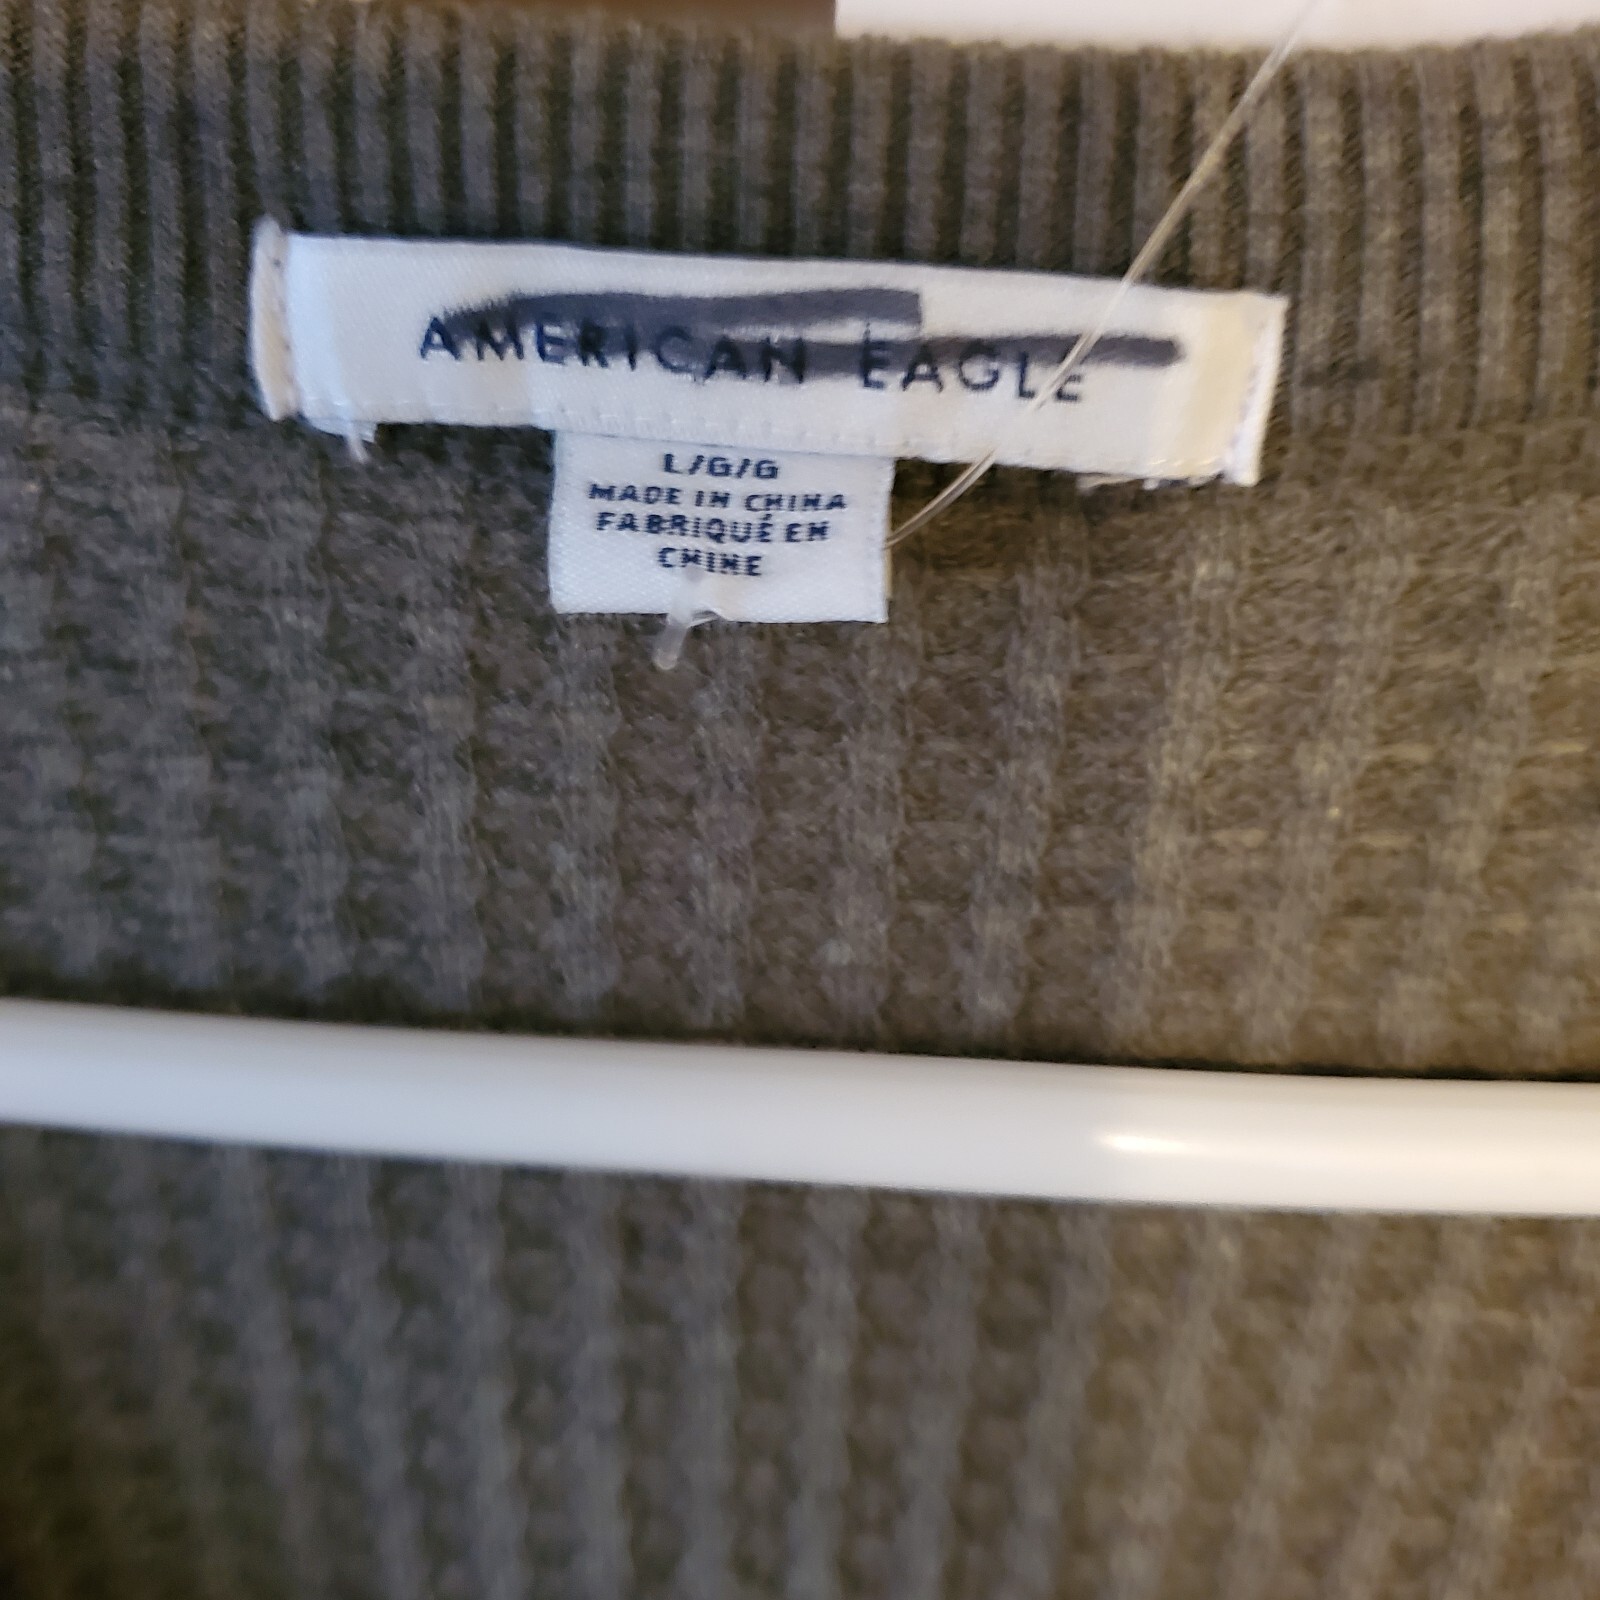 AMERICAN EAGLE
L/G/G
MADE IN CHINA
FABRIQUÉ EN
CHINE